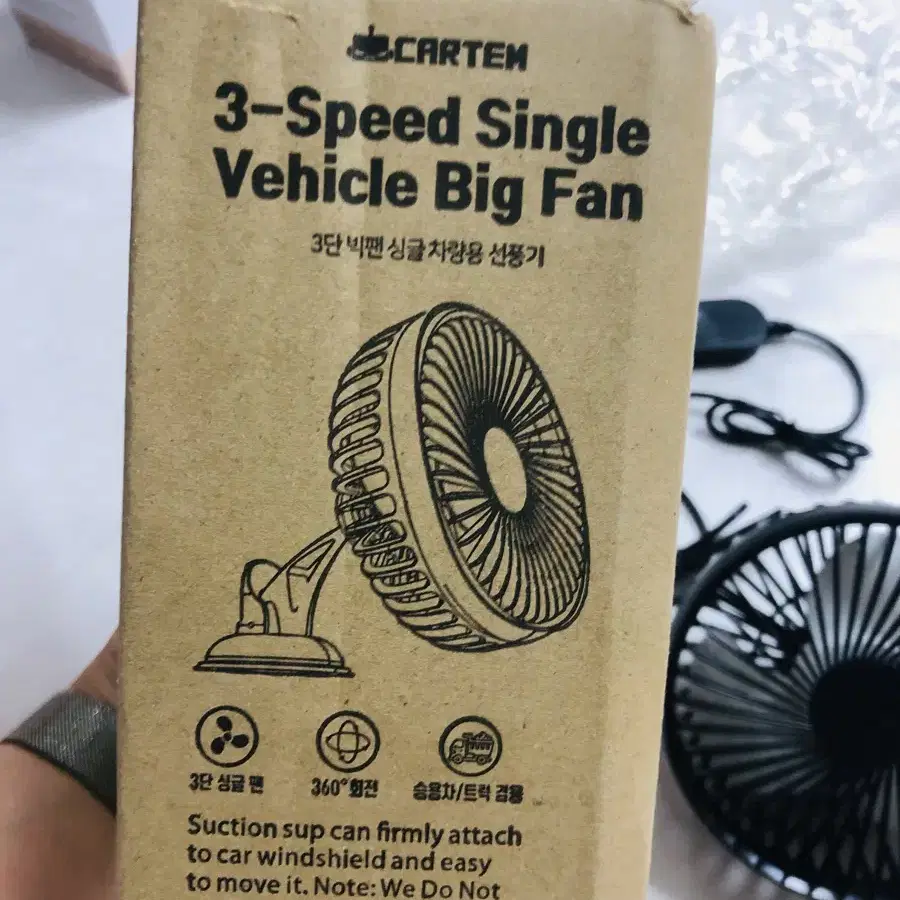 CARTEM
3-Speed Single
Vehicle Big Fan
3단 빅팬 싱글 차량용 선풍기
3단 싱글 팬
360°회전
승용차/트럭 겸용
Suction sup can firmly attach
to car windshield and easy
to move it. Note: We Do Not